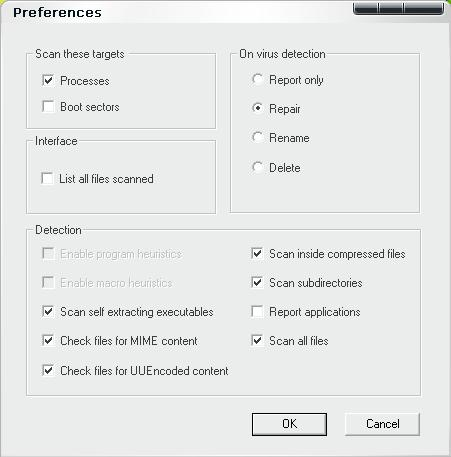 Preferences
Scan these targets
Processes
Boot sectors
On virus detection
Report only
Repair
Rename
Delete
Interface
List all files scanned
Detection
Enable program heuristics
Enable macro heuristics
Scan self extracting executables
Check files for MIME content
Check files for UUEncoded content
Scan inside compressed files
Scan subdirectories
Report applications
Scan all files
OK
Cancel